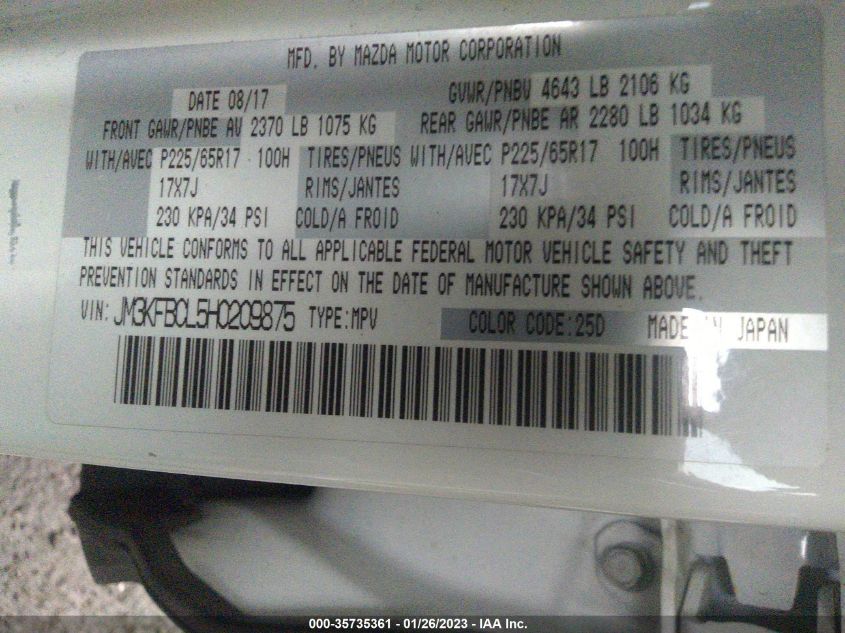 MFD. BY MAZDA MOTOR CORPORATION
DATE 08/17 GVWR/PNBV 4643 LB 2106 KG
FRONT GAWR/PNBE AV 2370 LB 1075 KG REAR GAWR/PNBE AR 2280 LB 1034 KG
WITH/AVEC P225/65R17 100H TIRES/PNEUS WITH/AVEC P225/65R17 100H TIRES/PNEUS
17X7J RIMS/JANTES 17X7J RIMS/JANTES
230 KPA/34 PSI COLD/A FROID 230 KPA/34 PSI COLD/A FROID
THIS VEHICLE CONFORMS TO ALL APPLICABLE FEDERAL MOTOR VEHICLE SAFETY AND THEFT
PREVENTION STANDARDS IN EFFECT ON THE DATE OF MANUFACTURE SHOWN ABOVE.
VIN: JM3KFBCL5H0209875 TYPE:MPV COLOR CODE:25D MADE IN JAPAN
000-35735361 - 01/26/2023 - IAA Inc.